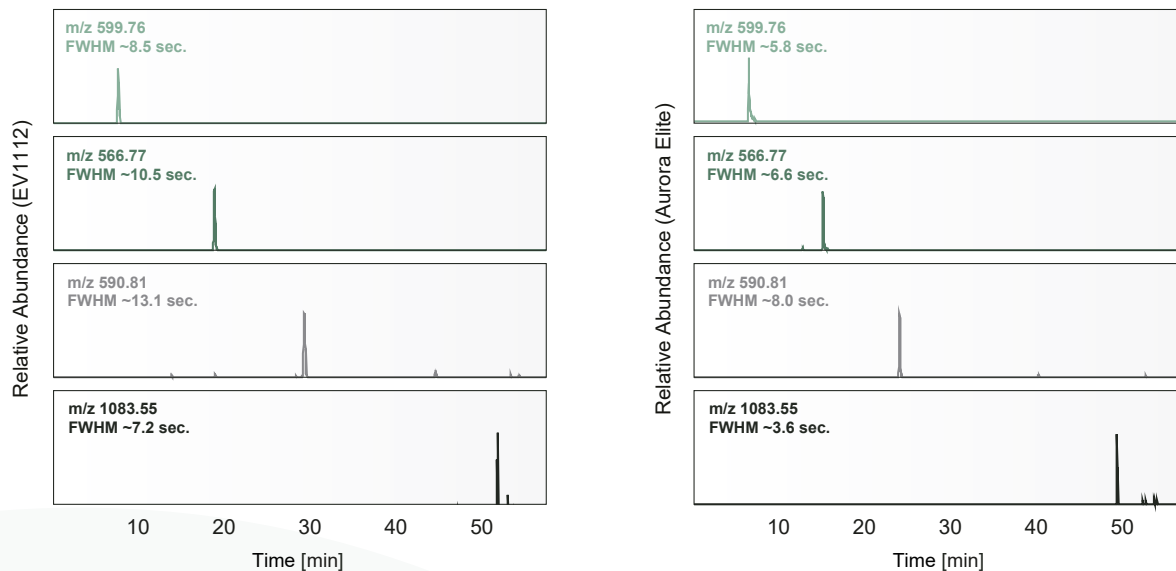 Relative Abundance (EV1112)
m/z 599.76
FWHM ~8.5 sec.
m/z 566.77
FWHM ~10.5 sec.
m/z 590.81
FWHM ~13.1 sec.
m/z 1083.55
FWHM ~7.2 sec.
10 20 30 40 50
Time [min]
Relative Abundance (Aurora Elite)
m/z 599.76
FWHM ~5.8 sec.
m/z 566.77
FWHM ~6.6 sec.
m/z 590.81
FWHM ~8.0 sec.
m/z 1083.55
FWHM ~3.6 sec.
10 20 30 40 50
Time [min]